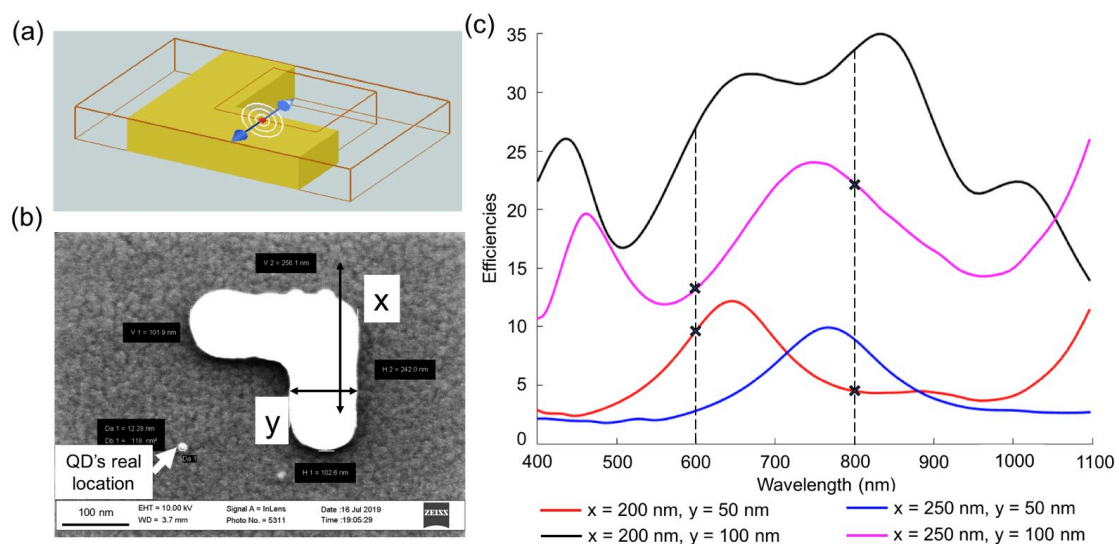 (a)
(b)
V 2 = 256.1 nm
x
V 1 = 101.9 nm
H 2 = 242.0 nm
y
Da 1 = 12.28 nm
Db 1 = 118 nm²
Da 1
QD's real
location
H 1 = 102.6 nm
100 nm
EHT = 10.00 kV
WD = 3.7 mm
Signal A = InLens
Photo No. = 5311
Date :16 Jul 2019
Time :19:05:29
ZEISS
(c)
35
30
25
20
15
10
5
0
Efficiencies
400 500 600 700 800 900 1000 1100
Wavelength (nm)
x = 200 nm, y = 50 nm
x = 250 nm, y = 50 nm
x = 200 nm, y = 100 nm
x = 250 nm, y = 100 nm